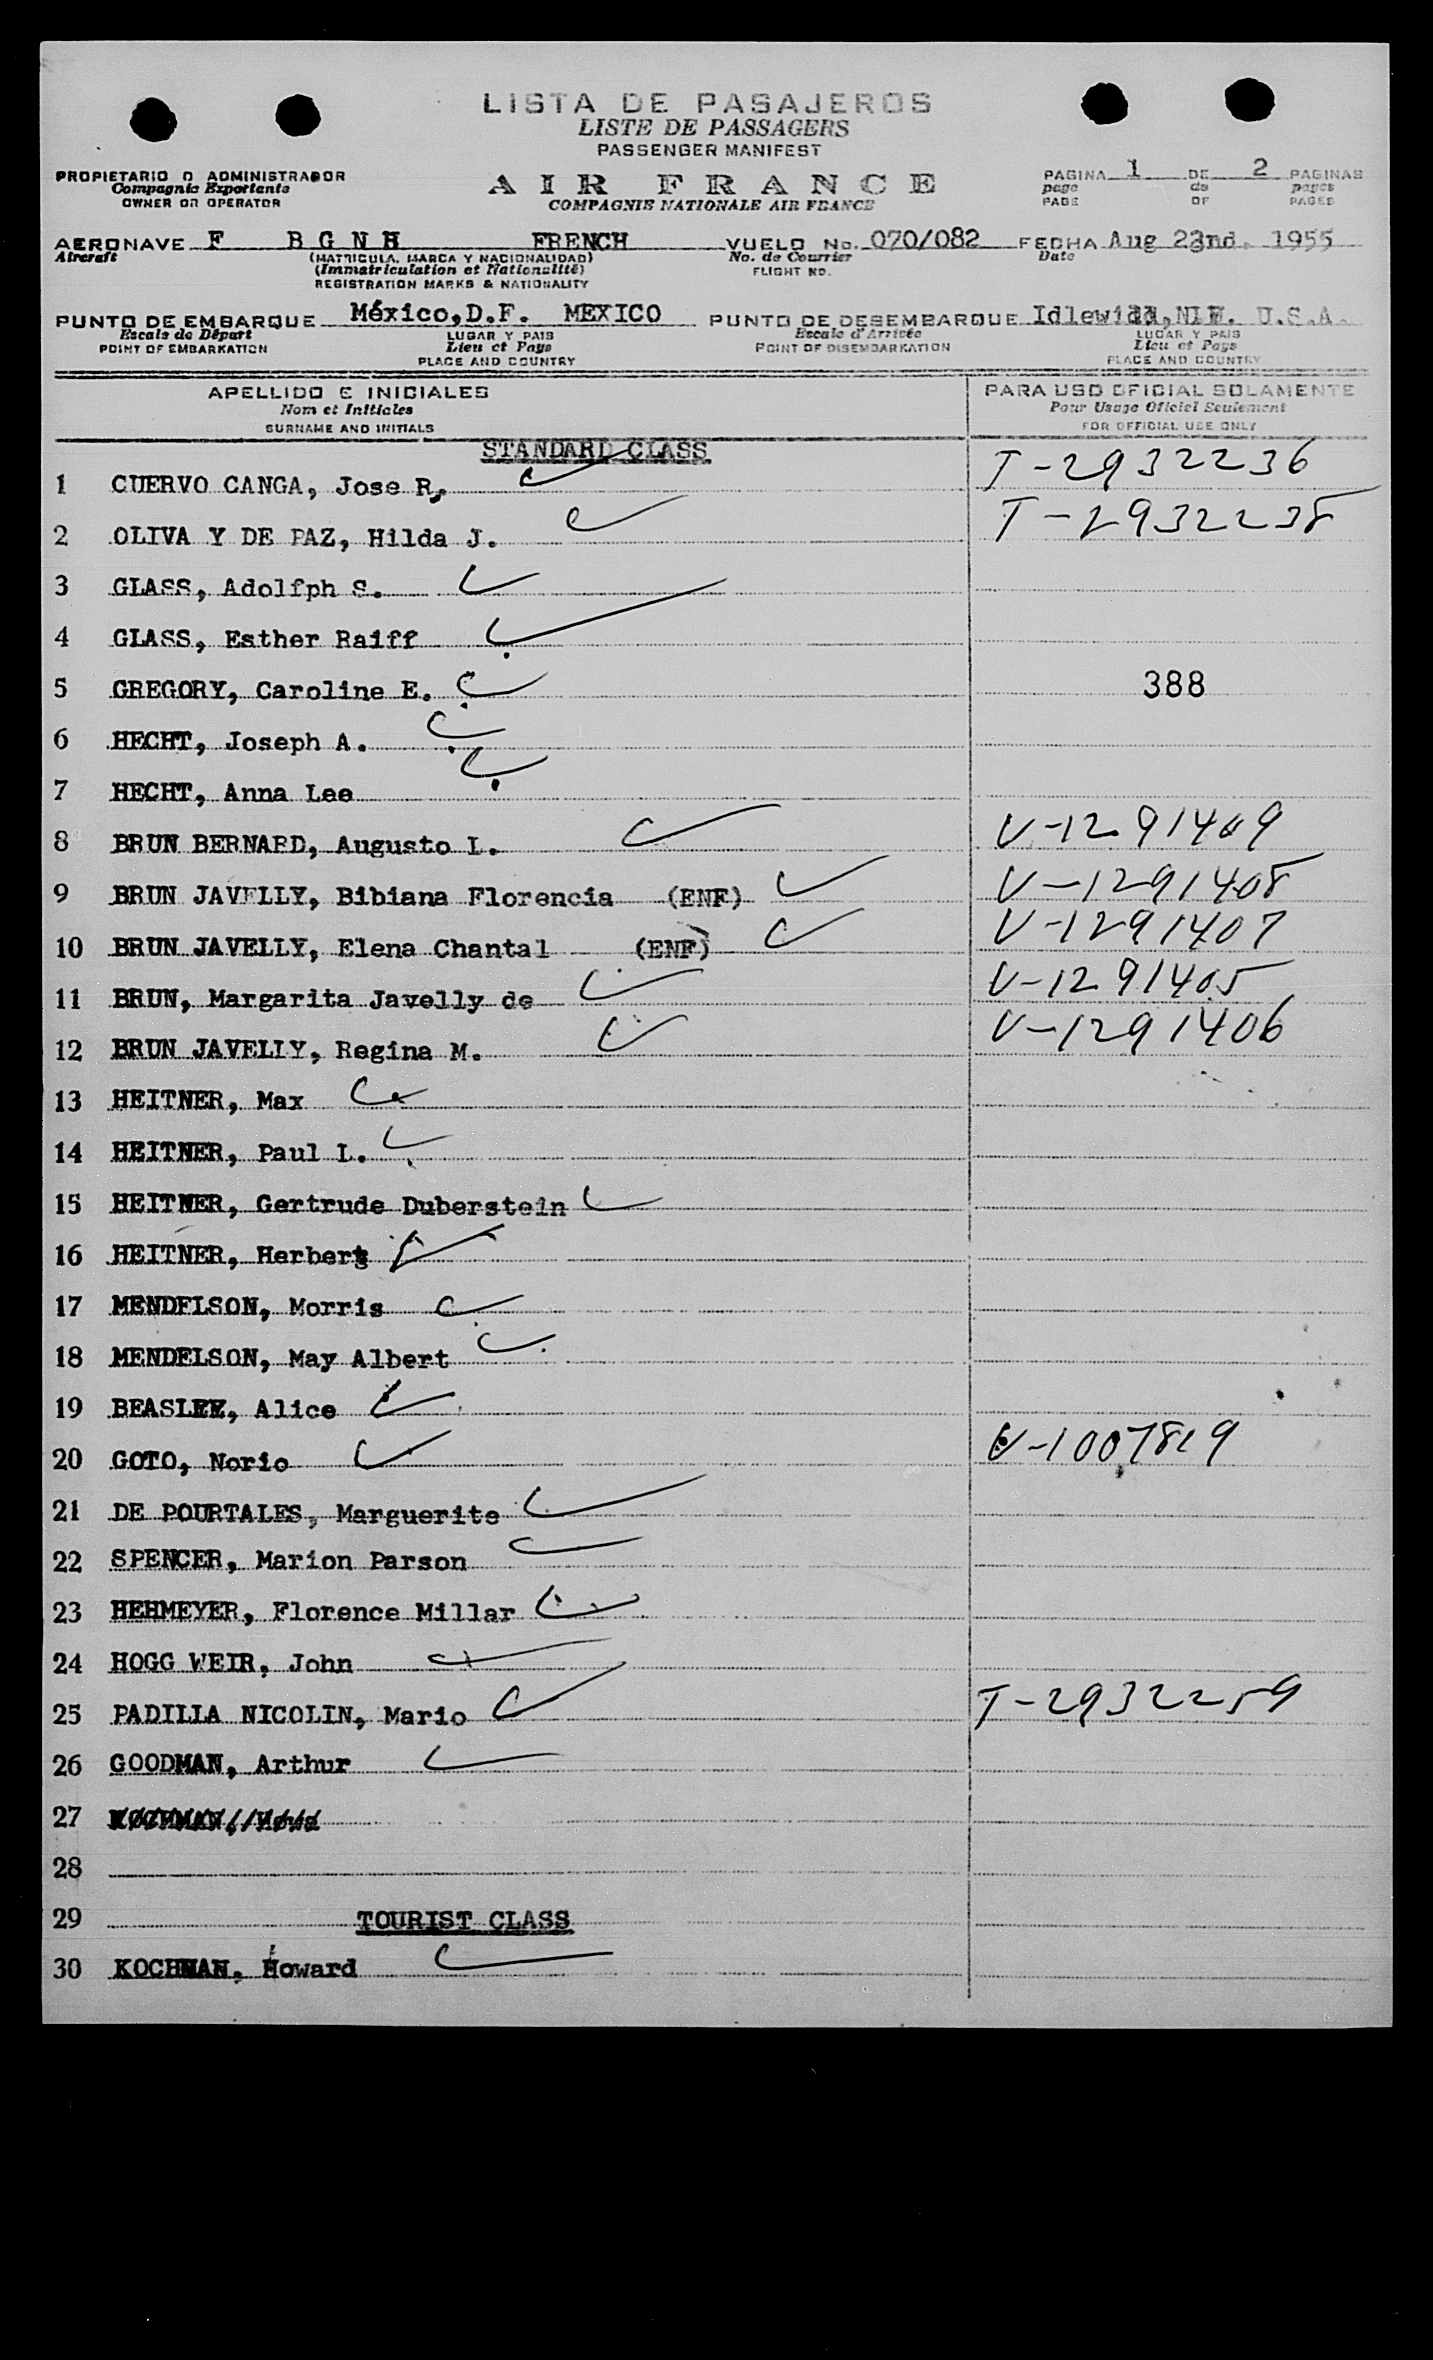 LISTA DE PASAJEROS
LISTE DE PASSAGERS
PASSENGER MANIFEST
PROPIETARIO O ADMINISTRADOR
Compagnie Exportante
OWNER OR OPERATOR
AIR FRANCE
COMPAGNIE NATIONALE AIR FRANCE
PAGINA 1 DE 2 PAGINAS
page de pages
PAGE OF PAGES
AERONAVE F BGNH FRENCH VUELO No. 070/082 FECHA Aug 22nd. 1955
Aircraft (MATRICULA, MARCA Y NACIONALIDAD) No. de Courrier Date
(Immatriculation et Nationalité) FLIGHT NO.
REGISTRATION MARKS & NATIONALITY
PUNTO DE EMBARQUE México,D.F. MEXICO PUNTO DE DESEMBARQUE Idlewild, U.S.A.
Escale de Départ LUGAR Y PAIS Escale d'Arrivée LUGAR Y PAIS
POINT OF EMBARKATION Lieu et Pays POINT OF DISEMBARKATION Lieu et Pays
PLACE AND COUNTRY PLACE AND COUNTRY
APELLIDO E INICIALES PARA USO OFICIAL SOLAMENTE
Nom et Initiales Pour Usage Officiel Seulement
SURNAME AND INITIALS FOR OFFICIAL USE ONLY
STANDARD CLASS
1 CUERVO CANGA, Jose R. T-2932236
2 OLIVA Y DE PAZ, Hilda J. T-2932238
3 GLASS, Adolfph S.
4 GLASS, Esther Raiff
5 GREGORY, Caroline E. 388
6 HECHT, Joseph A.
7 HECHT, Anna Lee
8 BRUN BERNARD, Augusto L. V-1291409
9 BRUN JAVELLY, Bibiana Florencia (ENF) V-1291408
10 BRUN JAVELLY, Elena Chantal (ENF) V-1291407
11 BRUN, Margarita Javelly de V-1291405
12 BRUN JAVELLY, Regina M. V-1291406
13 HEITNER, Max
14 HEITNER, Paul L.
15 HEITNER, Gertrude Duberstein
16 HEITNER, Herbert
17 MENDELSON, Morris
18 MENDELSON, May Albert
19 BEASLEY, Alice
20 GOTO, Norio V-1007819
21 DE POURTALES, Marguerite
22 SPENCER, Marion Parson
23 HEHMEYER, Florence Millar
24 HOGG WEIR, John
25 PADILLA NICOLIN, Mario T-2932259
26 GOODMAN, Arthur
27
28
29 TOURIST CLASS
30 KOCHMAN, Howard